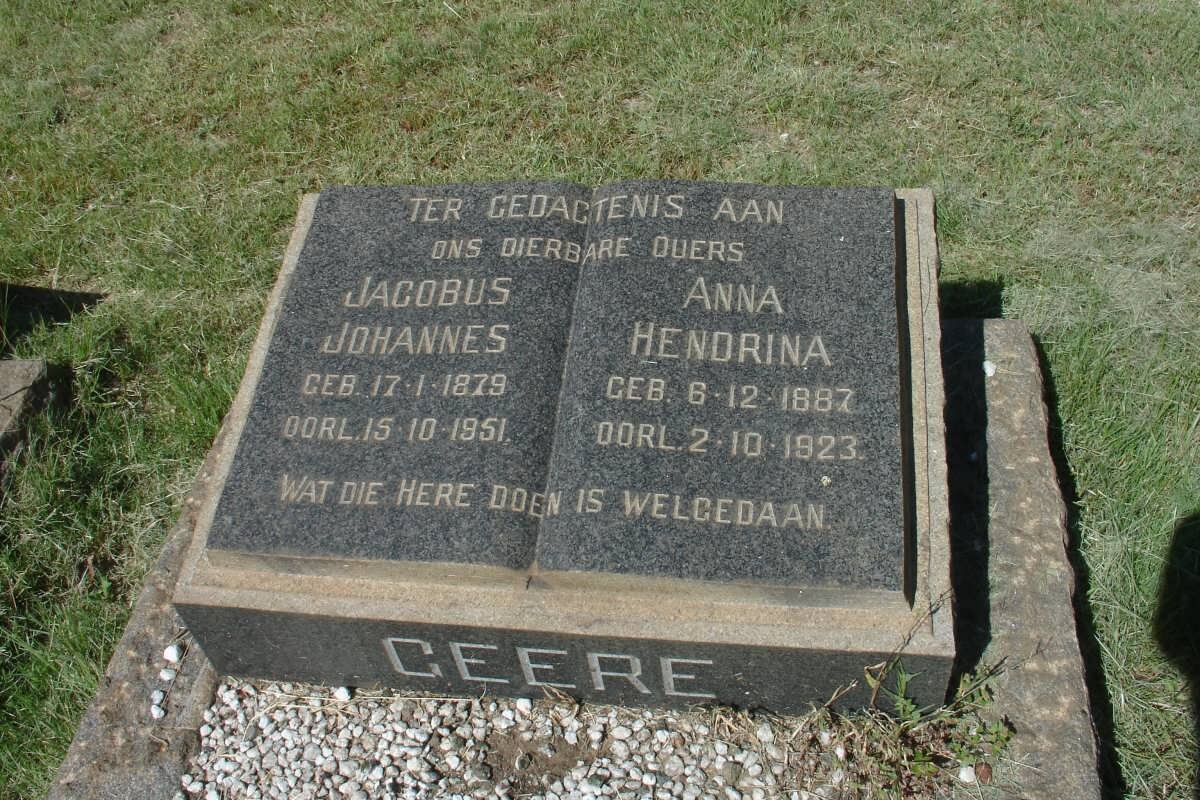 TER GEDAGTENIS AAN
ONS DIERBARE OUERS
JACOBUS
JOHANNES
GEB. 17·1·1879
OORL. 15·10·1951.
ANNA
HENDRINA
GEB. 6·12·1887
OORL. 2·10·1923.
WAT DIE HERE DOEN IS WELGEDAAN.
GEERE